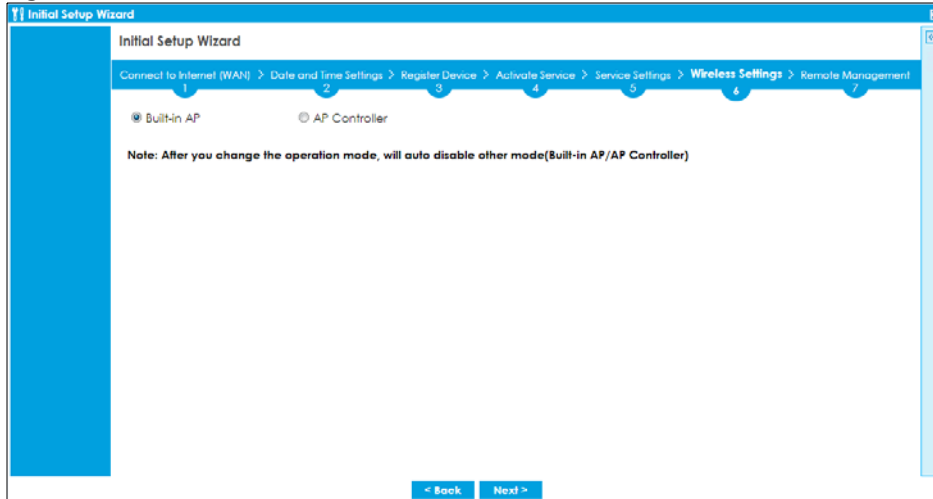 Initial Setup Wizard
Initial Setup Wizard
Connect to Internet (WAN) > Date and Time Settings > Register Device > Activate Service > Service Settings > Wireless Settings > Remote Management
1 2 3 4 5 6 7
Built-in AP AP Controller
Note: After you change the operation mode, will auto disable other mode(Built-in AP/AP Controller)
< Back Next >